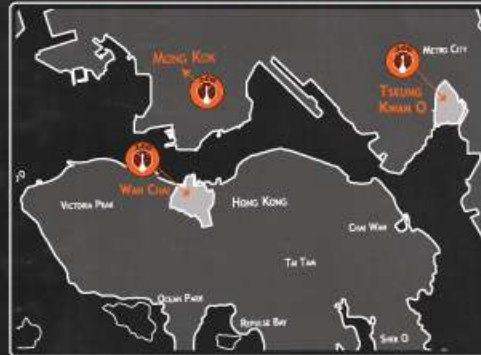 Metro City
Mong Kok
Tseung
Kwan O
Wan Chai
Victoria Peak
Hong Kong
Chai Wan
Tai Tam
Ocean Park
Repulse Bay
Shek O